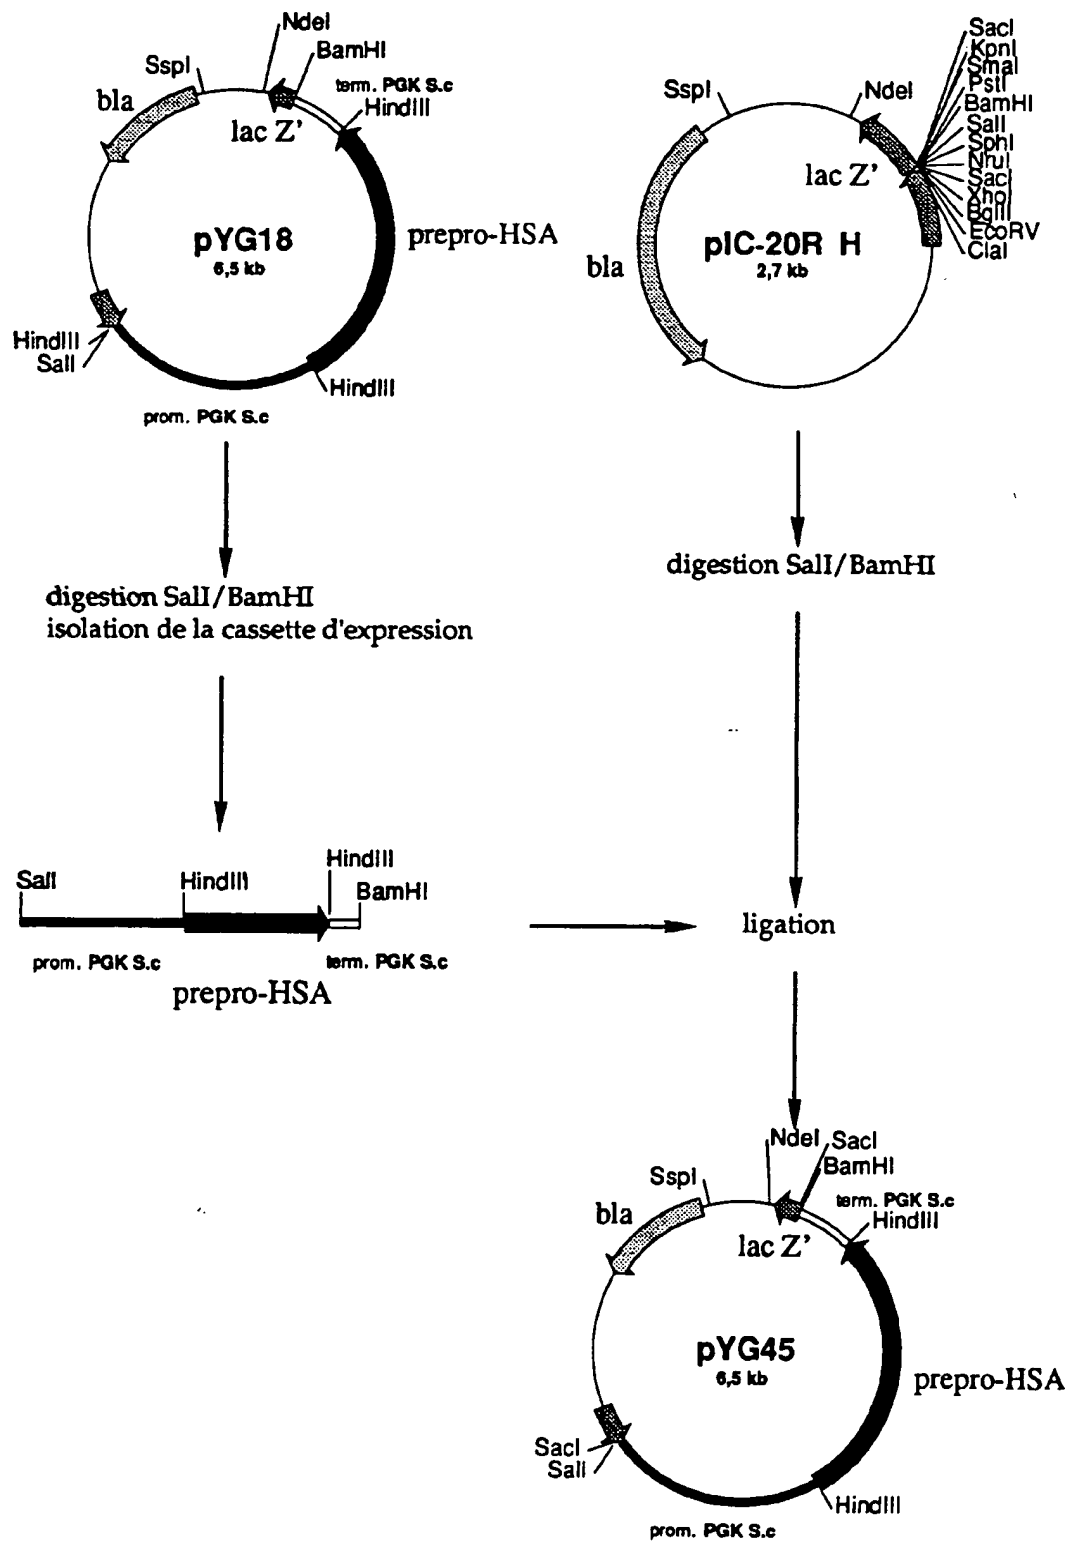 NdeI
BamHI
SspI
term. PGK S.c
HindIII
bla
lac Z'
pYG18
6,5 kb
prepro-HSA
HindIII
SalI
HindIII
prom. PGK S.c
SacI
KpnI
SmaI
PstI
BamHI
SalI
SphI
NruI
SacI
XhoI
BglII
EcoRV
ClaI
SspI
NdeI
lac Z'
pIC-20R H
2,7 kb
bla
digestion SalI/BamHI
isolation de la cassette d'expression
digestion SalI/BamHI
SalI
HindIII
HindIII
BamHI
prom. PGK S.c
term. PGK S.c
prepro-HSA
ligation
NdeI
SacI
BamHI
SspI
term. PGK S.c
HindIII
bla
lac Z'
pYG45
6,5 kb
prepro-HSA
SacI
SalI
HindIII
prom. PGK S.c